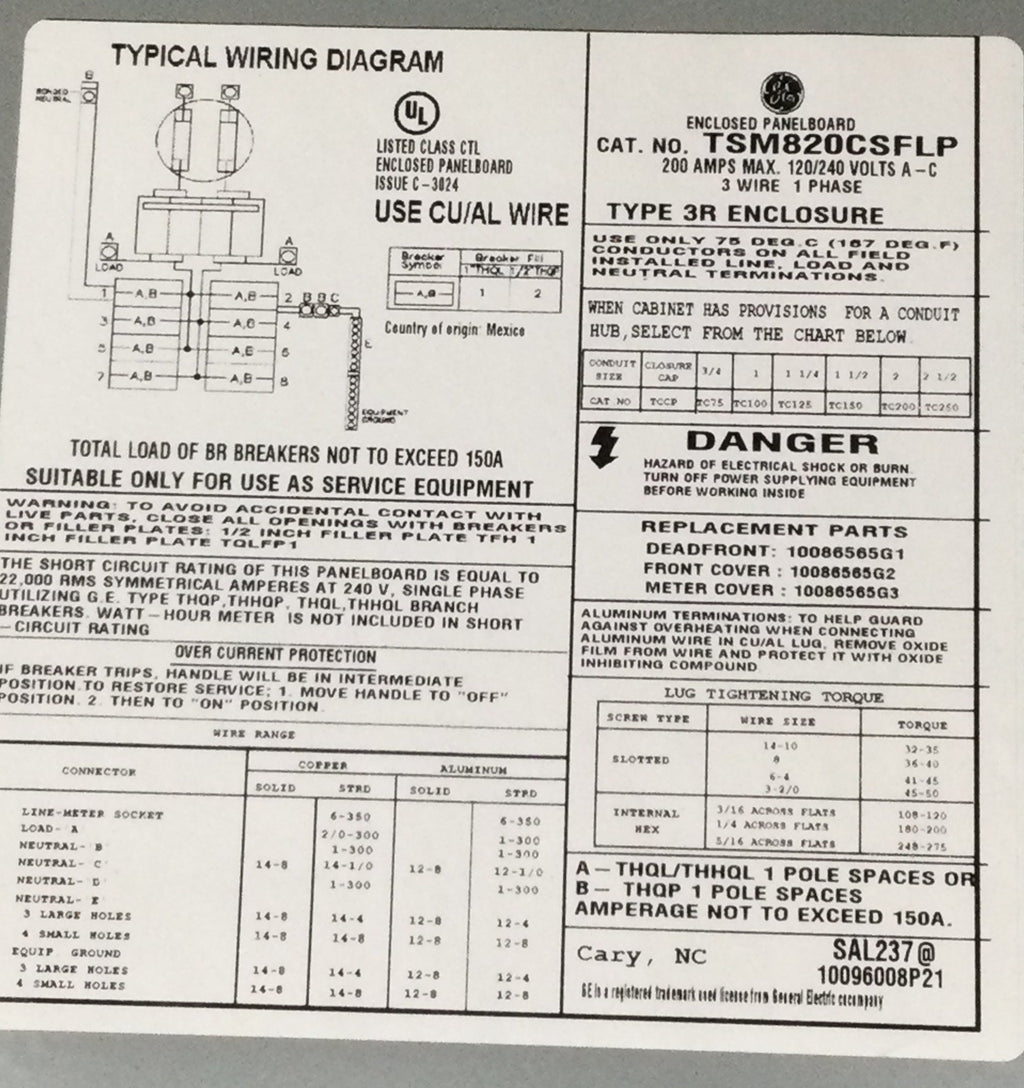 TYPICAL WIRING DIAGRAM
B
BONDED
NEUTRAL
UL
LISTED CLASS CTL
ENCLOSED PANELBOARD
ISSUE C-3024
USE CU/AL WIRE
A
LOAD
A
LOAD
1 A,B A,B 2 B B C
3 A,B A,B 4
5 A,B A,B 6
7 A,B A,B 8
E
EQUIPMENT
GROUND
Breaker Symbol Breaker Fill
1" THQL 1/2" THQP
A,B 1 2
Country of origin: Mexico
TOTAL LOAD OF BR BREAKERS NOT TO EXCEED 150A
SUITABLE ONLY FOR USE AS SERVICE EQUIPMENT
WARNING: TO AVOID ACCIDENTAL CONTACT WITH
LIVE PARTS, CLOSE ALL OPENINGS WITH BREAKERS
OR FILLER PLATES: 1/2 INCH FILLER PLATE TFH 1
INCH FILLER PLATE TQLFP1
THE SHORT CIRCUIT RATING OF THIS PANELBOARD IS EQUAL TO
22,000 RMS SYMMETRICAL AMPERES AT 240 V, SINGLE PHASE
UTILIZING G.E. TYPE THQP,THHQP, THQL,THHQL BRANCH
BREAKERS. WATT-HOUR METER IS NOT INCLUDED IN SHORT
-CIRCUIT RATING
OVER CURRENT PROTECTION
IF BREAKER TRIPS, HANDLE WILL BE IN INTERMEDIATE
POSITION.TO RESTORE SERVICE; 1. MOVE HANDLE TO "OFF"
POSITION. 2. THEN TO "ON" POSITION.
WIRE RANGE
CONNECTOR COPPER ALUMINUM
SOLID STRD SOLID STRD
LINE-METER SOCKET 6-350 6-350
LOAD- A 2/0-300 1-300
NEUTRAL- B 1-300 1-300
NEUTRAL- C 14-8 14-1/0 12-8 12-1/0
NEUTRAL- D 1-300 1-300
NEUTRAL- E
3 LARGE HOLES 14-8 14-4 12-8 12-4
4 SMALL HOLES 14-8 14-8 12-8 12-8
EQUIP. GROUND
3 LARGE HOLES 14-8 14-4 12-8 12-4
4 SMALL HOLES 14-8 14-8 12-8 12-8
GE
ENCLOSED PANELBOARD
CAT. NO. TSM820CSFLP
200 AMPS MAX. 120/240 VOLTS A-C
3 WIRE 1 PHASE
TYPE 3R ENCLOSURE
USE ONLY 75 DEG.C (167 DEG.F)
CONDUCTORS ON ALL FIELD
INSTALLED LINE, LOAD AND
NEUTRAL TERMINATIONS.
WHEN CABINET HAS PROVISIONS FOR A CONDUIT
HUB,SELECT FROM THE CHART BELOW.
CONDUIT SIZE CLOSURE CAP 3/4 1 1 1/4 1 1/2 2 2 1/2
CAT NO TCCP TC75 TC100 TC125 TC150 TC200 TC250
DANGER
HAZARD OF ELECTRICAL SHOCK OR BURN.
TURN OFF POWER SUPPLYING EQUIPMENT
BEFORE WORKING INSIDE
REPLACEMENT PARTS
DEADFRONT: 10086565G1
FRONT COVER : 10086565G2
METER COVER : 10086565G3
ALUMINUM TERMINATIONS: TO HELP GUARD
AGAINST OVERHEATING WHEN CONNECTING
ALUMINUM WIRE IN CU/AL LUG, REMOVE OXIDE
FILM FROM WIRE AND PROTECT IT WITH OXIDE
INHIBITING COMPOUND.
LUG TIGHTENING TORQUE
SCREW TYPE WIRE SIZE TORQUE
SLOTTED 14-10 32-35
8 36-40
6-4 41-45
3-2/0 45-50
INTERNAL HEX 3/16 ACROSS FLATS 108-120
1/4 ACROSS FLATS 180-200
5/16 ACROSS FLATS 248-275
A-THQL/THHQL 1 POLE SPACES OR
B- THQP 1 POLE SPACES
AMPERAGE NOT TO EXCEED 150A.
Cary, NC
SAL237@
10096008P21
GE is a registered trademark used license from General Electric